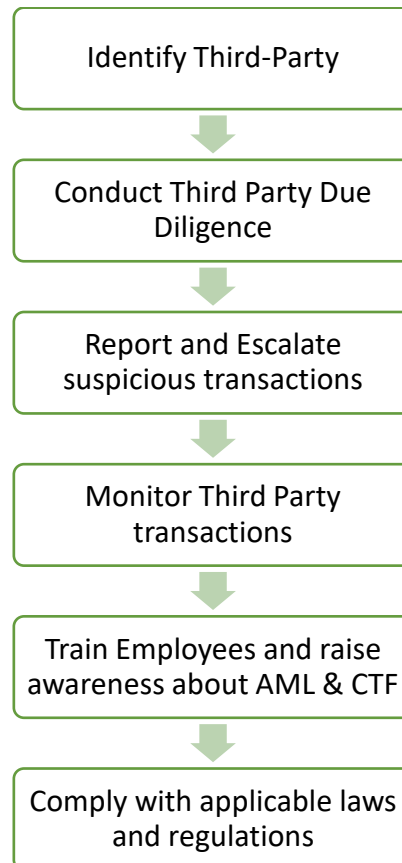 Identify Third-Party
Conduct Third Party Due
Diligence
Report and Escalate
suspicious transactions
Monitor Third Party
transactions
Train Employees and raise
awareness about AML & CTF
Comply with applicable laws
and regulations